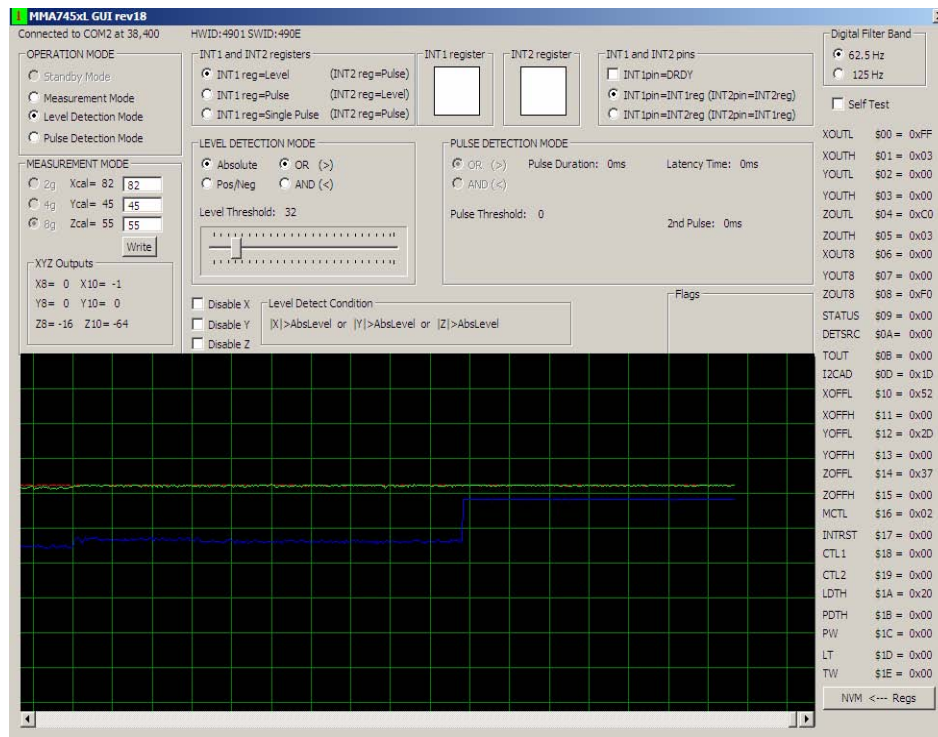 MMA745xL GUI rev18
Connected to COM2 at 38,400 HWID:4901 SWID:490E
OPERATION MODE
Standby Mode
Measurement Mode
Level Detection Mode
Pulse Detection Mode
INT1 and INT2 registers
INT1 reg=Level (INT2 reg=Pulse)
INT1 reg=Pulse (INT2 reg=Level)
INT1 reg=Single Pulse (INT2 reg=Pulse)
INT1 register
INT2 register
INT1 and INT2 pins
INT1pin=DRDY
INT1pin=INT1reg (INT2pin=INT2reg)
INT1pin=INT2reg (INT2pin=INT1reg)
Digital Filter Band
62.5 Hz
125 Hz
Self Test
MEASUREMENT MODE
2g Xcal= 82 82
4g Ycal= 45 45
8g Zcal= 55 55
Write
XYZ Outputs
X8= 0 X10= -1
Y8= 0 Y10= 0
Z8= -16 Z10= -64
LEVEL DETECTION MODE
Absolute OR (>)
Pos/Neg AND (<)
Level Threshold: 32
PULSE DETECTION MODE
OR (>) Pulse Duration: 0ms Latency Time: 0ms
AND (<)
Pulse Threshold: 0
2nd Pulse: 0ms
Disable X
Disable Y
Disable Z
Level Detect Condition
|X|>AbsLevel or |Y|>AbsLevel or |Z|>AbsLevel
Flags
XOUTL $00 = 0xFF
XOUTH $01 = 0x03
YOUTL $02 = 0x00
YOUTH $03 = 0x00
ZOUTL $04 = 0xC0
ZOUTH $05 = 0x03
XOUT8 $06 = 0x00
YOUT8 $07 = 0x00
ZOUT8 $08 = 0xF0
STATUS $09 = 0x00
DETSRC $0A= 0x00
TOUT $0B = 0x00
I2CAD $0D = 0x1D
XOFFL $10 = 0x52
XOFFH $11 = 0x00
YOFFL $12 = 0x2D
YOFFH $13 = 0x00
ZOFFL $14 = 0x37
ZOFFH $15 = 0x00
MCTL $16 = 0x02
INTRST $17 = 0x00
CTL1 $18 = 0x00
CTL2 $19 = 0x00
LDTH $1A = 0x20
PDTH $1B = 0x00
PW $1C = 0x00
LT $1D = 0x00
TW $1E = 0x00
NVM <--- Regs